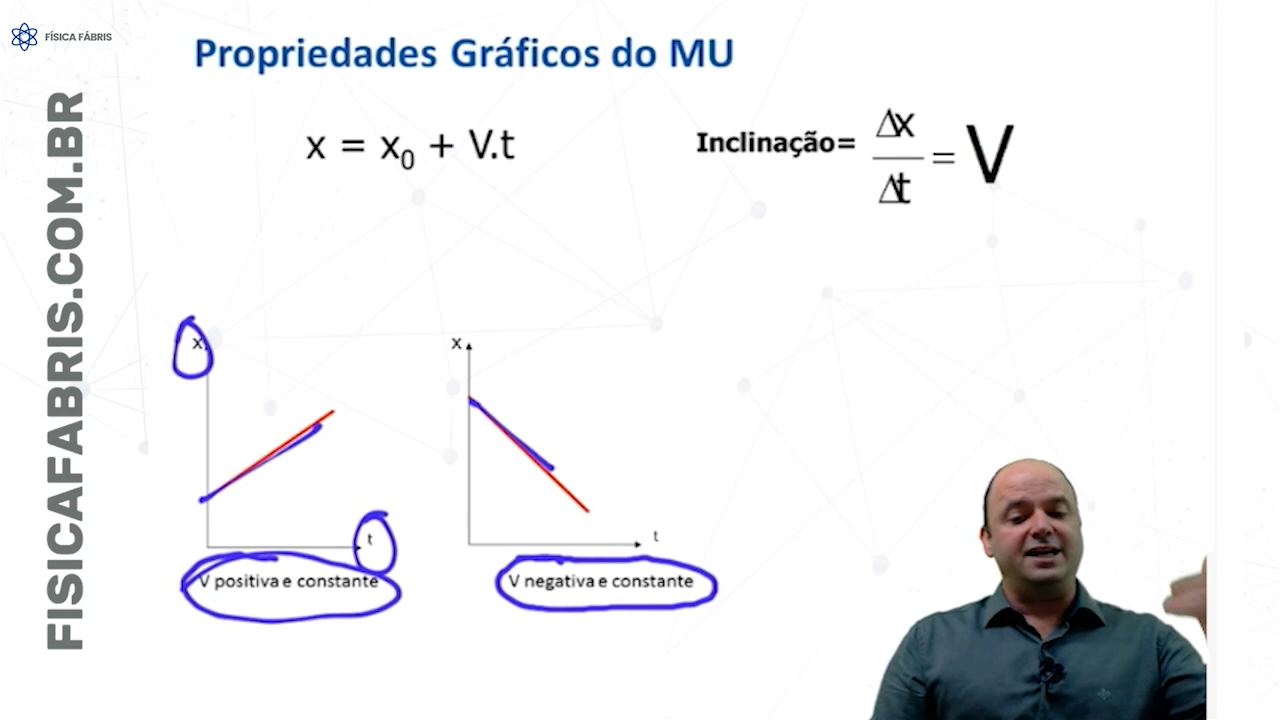 FÍSICA FÁBRIS
FISICAFABRIS.COM.BR
Propriedades Gráficos do MU
x = x₀ + V.t
Inclinação= Δx/Δt = V
x
t
V positiva e constante
x
t
V negativa e constante